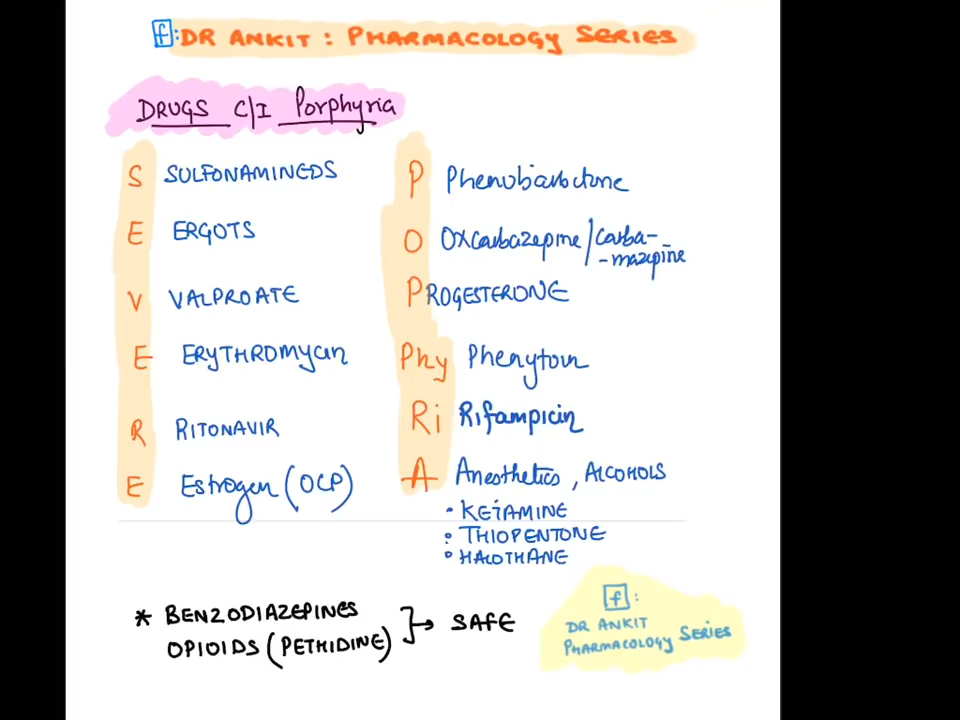 f: DR ANKIT : PHARMACOLOGY SERIES
DRUGS C/I Porphyria
S SULFONAMINEDS
E ERGOTS
V VALPROATE
E ERYTHROMYCIN
R RITONAVIR
E Estrogen (OCP)
P Phenobarbitone
O Oxcarbazepine/carba-
-mazepine
PROGESTERONE
Phy Phenytoin
Ri Rifampicin
A Anesthetics, ALCOHOLS
• KETAMINE
• THIOPENTONE
• HALOTHANE
* BENZODIAZEPINES
OPIOIDS (PETHIDINE) } → SAFE
f:
DR ANKIT
PHARMACOLOGY SERIES